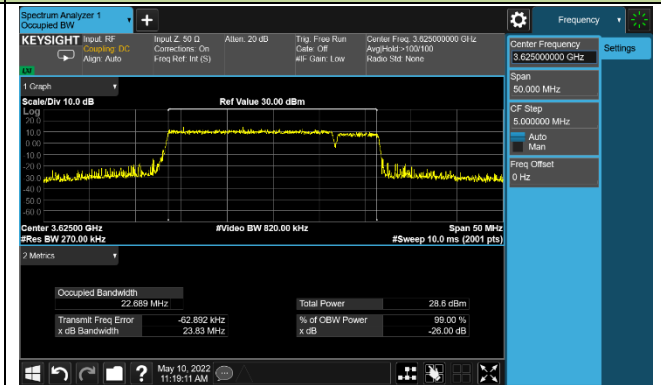 Spectrum Analyzer 1
Occupied BW
+
Frequency
KEYSIGHT Input: RF
Coupling: DC
Align: Auto
Input Z: 50 Ω
Corrections: On
Freq Ref: Int (S)
Atten: 20 dB
Trig: Free Run
Gate: Off
#IF Gain: Low
Center Freq: 3.625000000 GHz
Avg|Hold:>100/100
Radio Std: None
Center Frequency
3.625000000 GHz
Settings
Span
50.000 MHz
CF Step
5.000000 MHz
Auto
Man
Freq Offset
0 Hz
1 Graph
Scale/Div 10.0 dB
Ref Value 30.00 dBm
Log
20.0
10.0
0.00
-10.0
-20.0
-30.0
-40.0
-50.0
-60.0
Center 3.62500 GHz
#Video BW 820.00 kHz
Span 50 MHz
#Res BW 270.00 kHz
#Sweep 10.0 ms (2001 pts)
2 Metrics
Occupied Bandwidth
22.689 MHz
Total Power 28.6 dBm
Transmit Freq Error -62.892 kHz
% of OBW Power 99.00 %
x dB Bandwidth 23.83 MHz
x dB -26.00 dB
?
May 10, 2022
11:19:11 AM